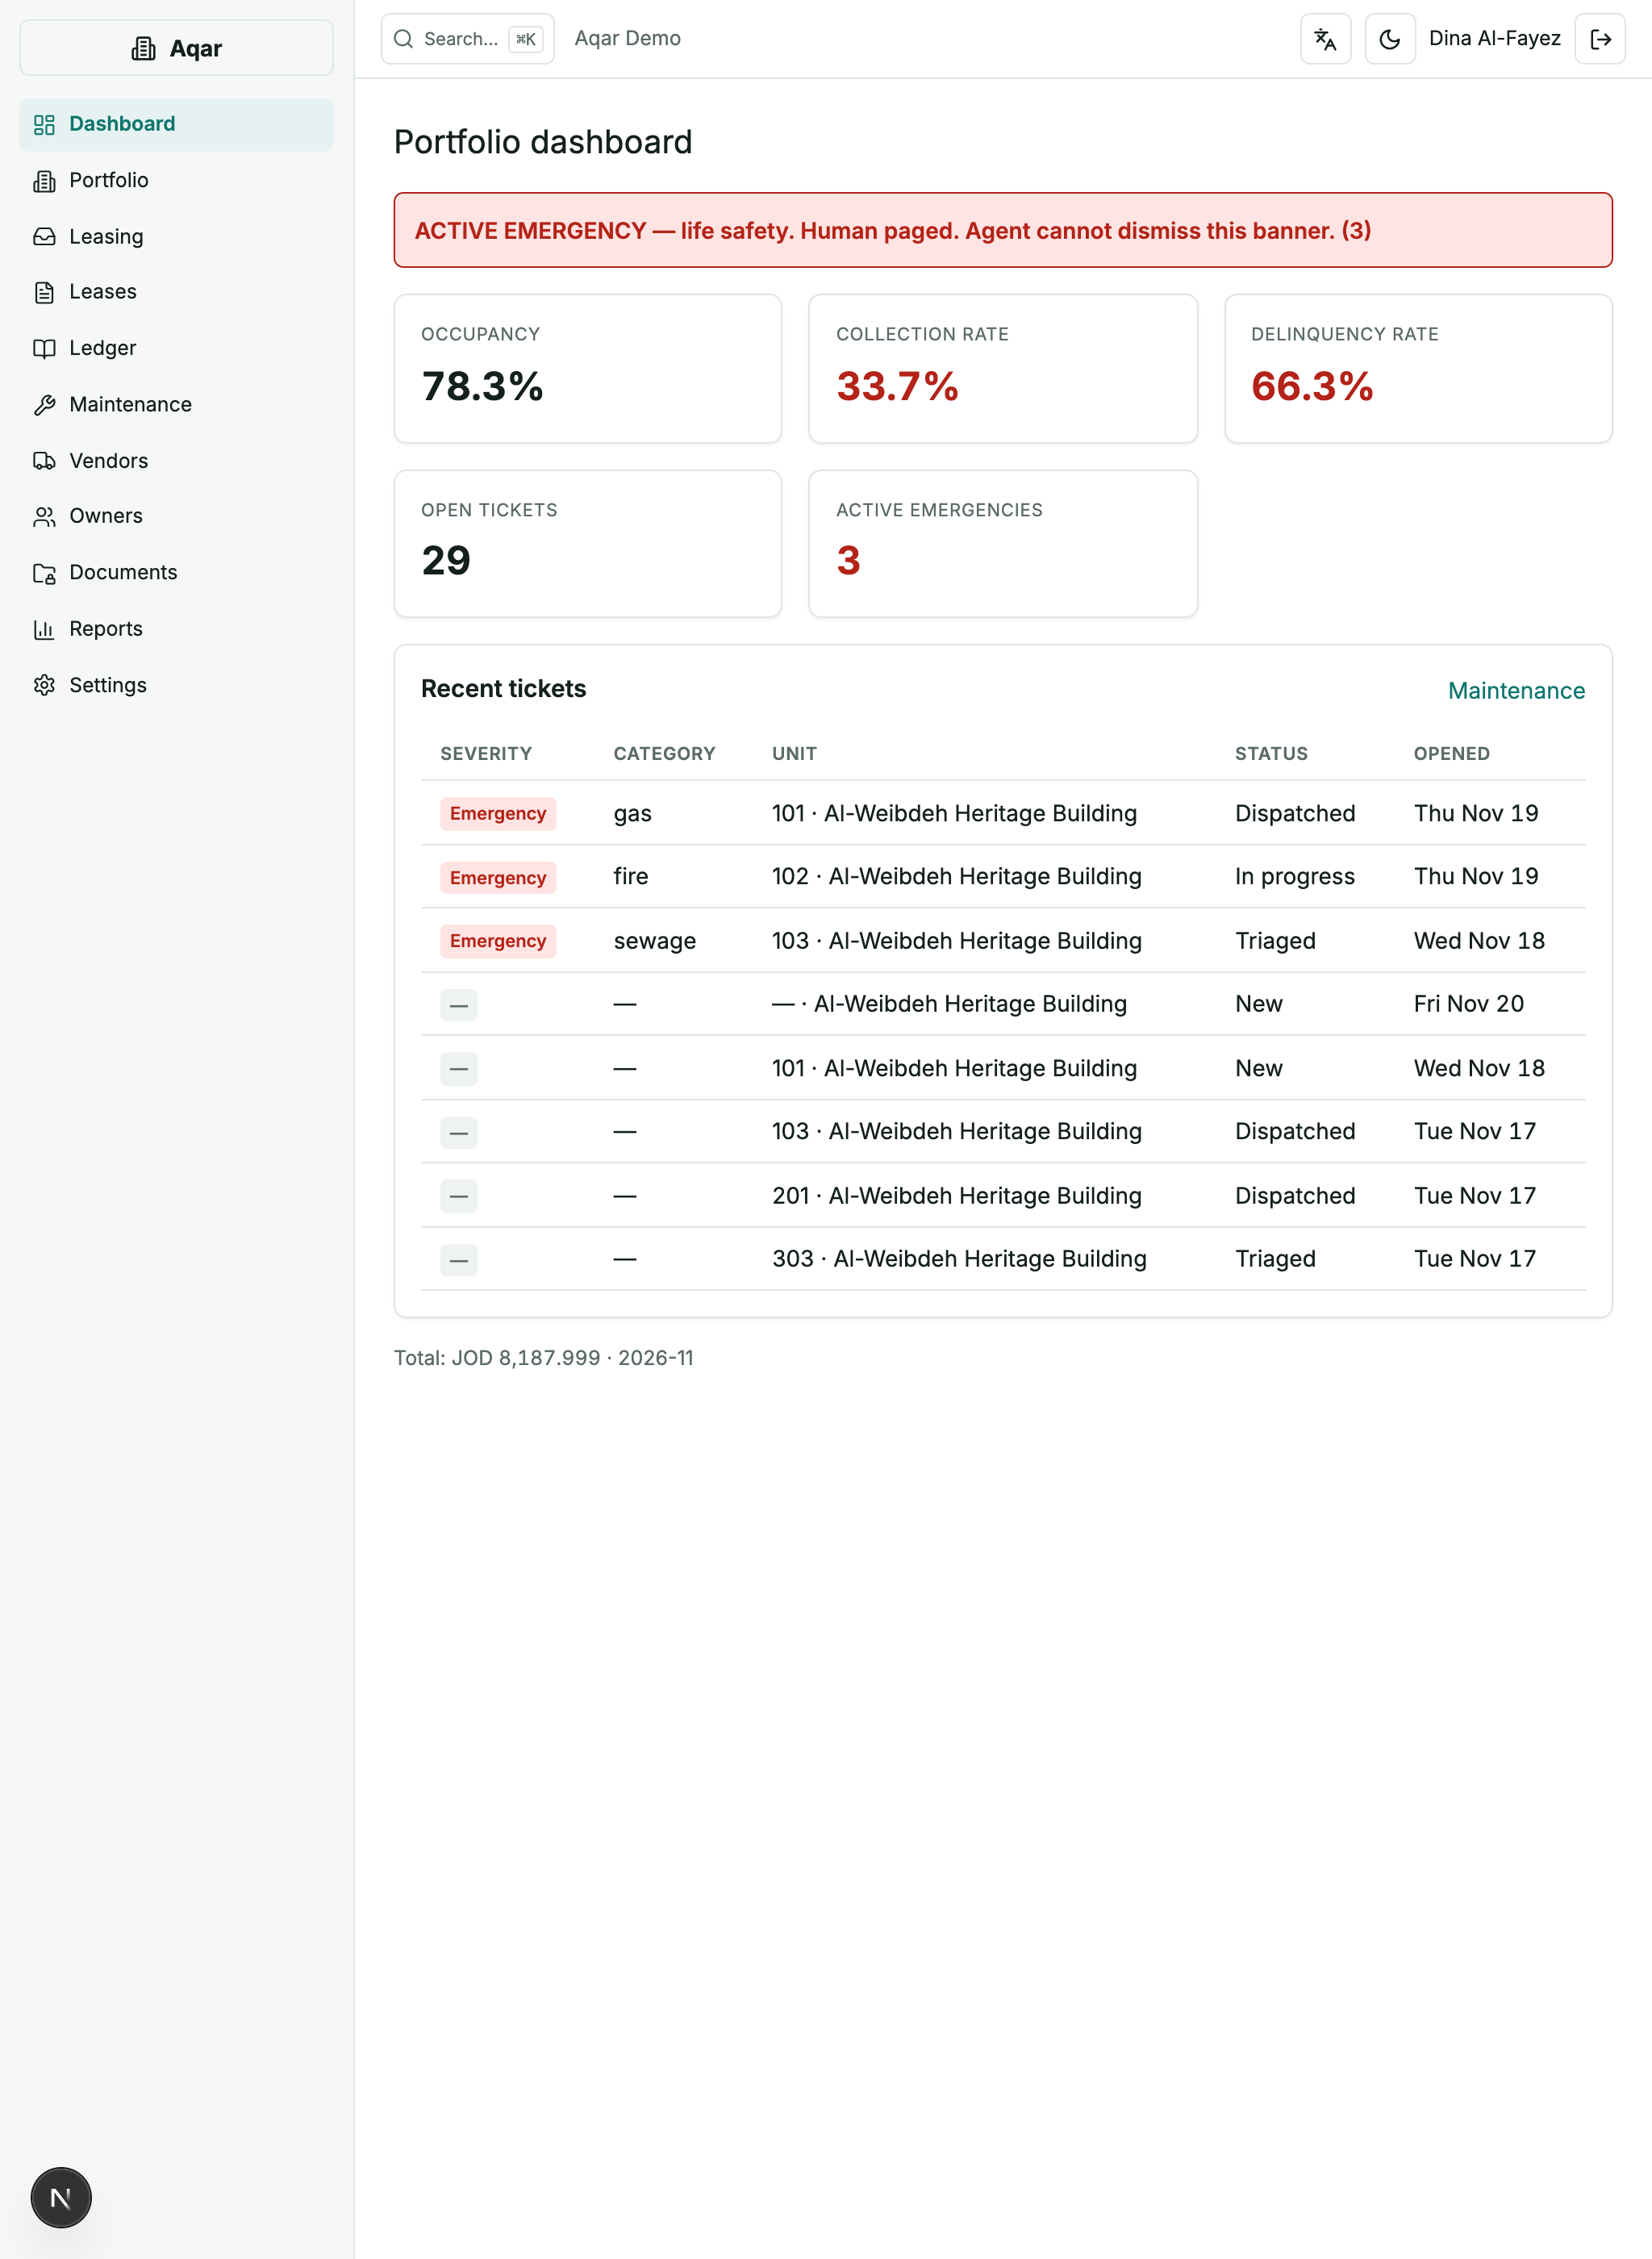 Aqar
Dashboard
Portfolio
Leasing
Leases
Ledger
Maintenance
Vendors
Owners
Documents
Reports
Settings
N
Search... ⌘K Aqar Demo Dina Al-Fayez
Portfolio dashboard
ACTIVE EMERGENCY — life safety. Human paged. Agent cannot dismiss this banner. (3)
OCCUPANCY
78.3%
COLLECTION RATE
33.7%
DELINQUENCY RATE
66.3%
OPEN TICKETS
29
ACTIVE EMERGENCIES
3
Recent tickets Maintenance
SEVERITY CATEGORY UNIT STATUS OPENED
Emergency gas 101 · Al-Weibdeh Heritage Building Dispatched Thu Nov 19
Emergency fire 102 · Al-Weibdeh Heritage Building In progress Thu Nov 19
Emergency sewage 103 · Al-Weibdeh Heritage Building Triaged Wed Nov 18
— — — · Al-Weibdeh Heritage Building New Fri Nov 20
— — 101 · Al-Weibdeh Heritage Building New Wed Nov 18
— — 103 · Al-Weibdeh Heritage Building Dispatched Tue Nov 17
— — 201 · Al-Weibdeh Heritage Building Dispatched Tue Nov 17
— — 303 · Al-Weibdeh Heritage Building Triaged Tue Nov 17
Total: JOD 8,187.999 · 2026-11